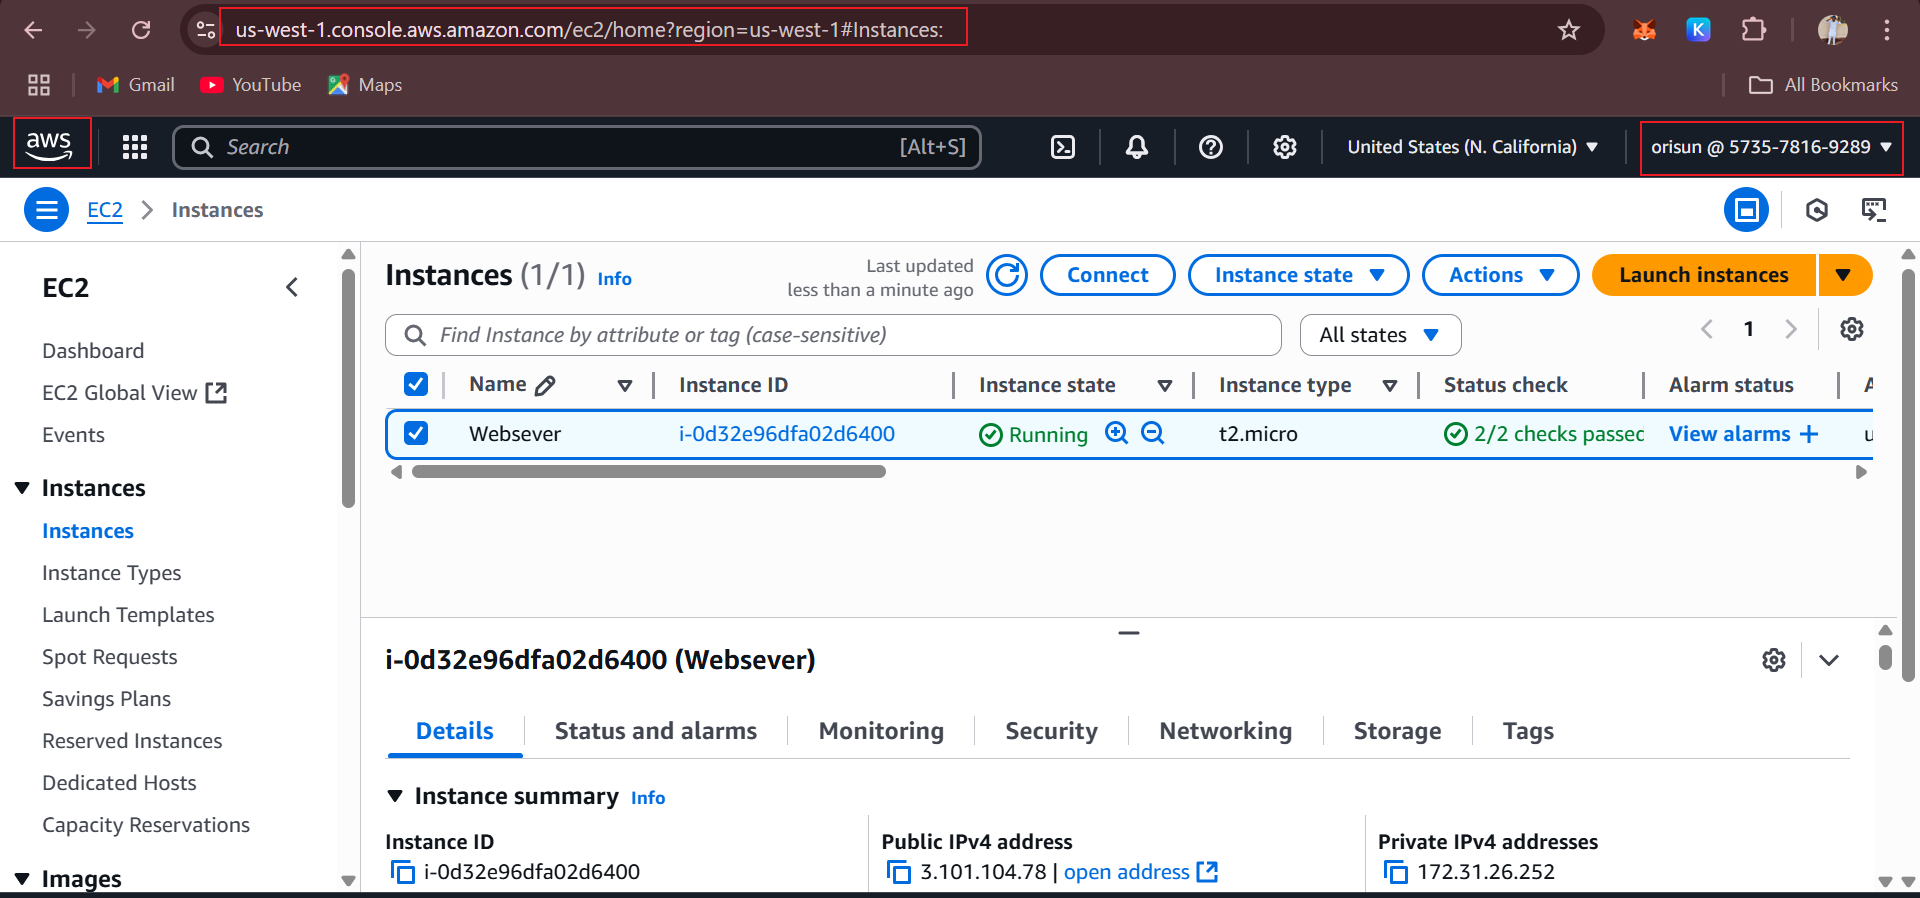 us-west-1.console.aws.amazon.com/ec2/home?region=us-west-1#Instances:
K
Gmail
YouTube
Maps
All Bookmarks
aws
Search
[Alt+S]
United States (N. California)
orisun @ 5735-7816-9289
EC2 > Instances
EC2
Dashboard
EC2 Global View
Events
Instances
Instances
Instance Types
Launch Templates
Spot Requests
Savings Plans
Reserved Instances
Dedicated Hosts
Capacity Reservations
Images
Instances (1/1) Info
Last updated
less than a minute ago
Connect
Instance state
Actions
Launch instances
Find Instance by attribute or tag (case-sensitive)
All states
1
Name Instance ID Instance state Instance type Status check Alarm status A
Websever i-0d32e96dfa02d6400 Running t2.micro 2/2 checks passed View alarms + u
i-0d32e96dfa02d6400 (Websever)
Details Status and alarms Monitoring Security Networking Storage Tags
Instance summary Info
Instance ID
i-0d32e96dfa02d6400
Public IPv4 address
3.101.104.78 | open address
Private IPv4 addresses
172.31.26.252